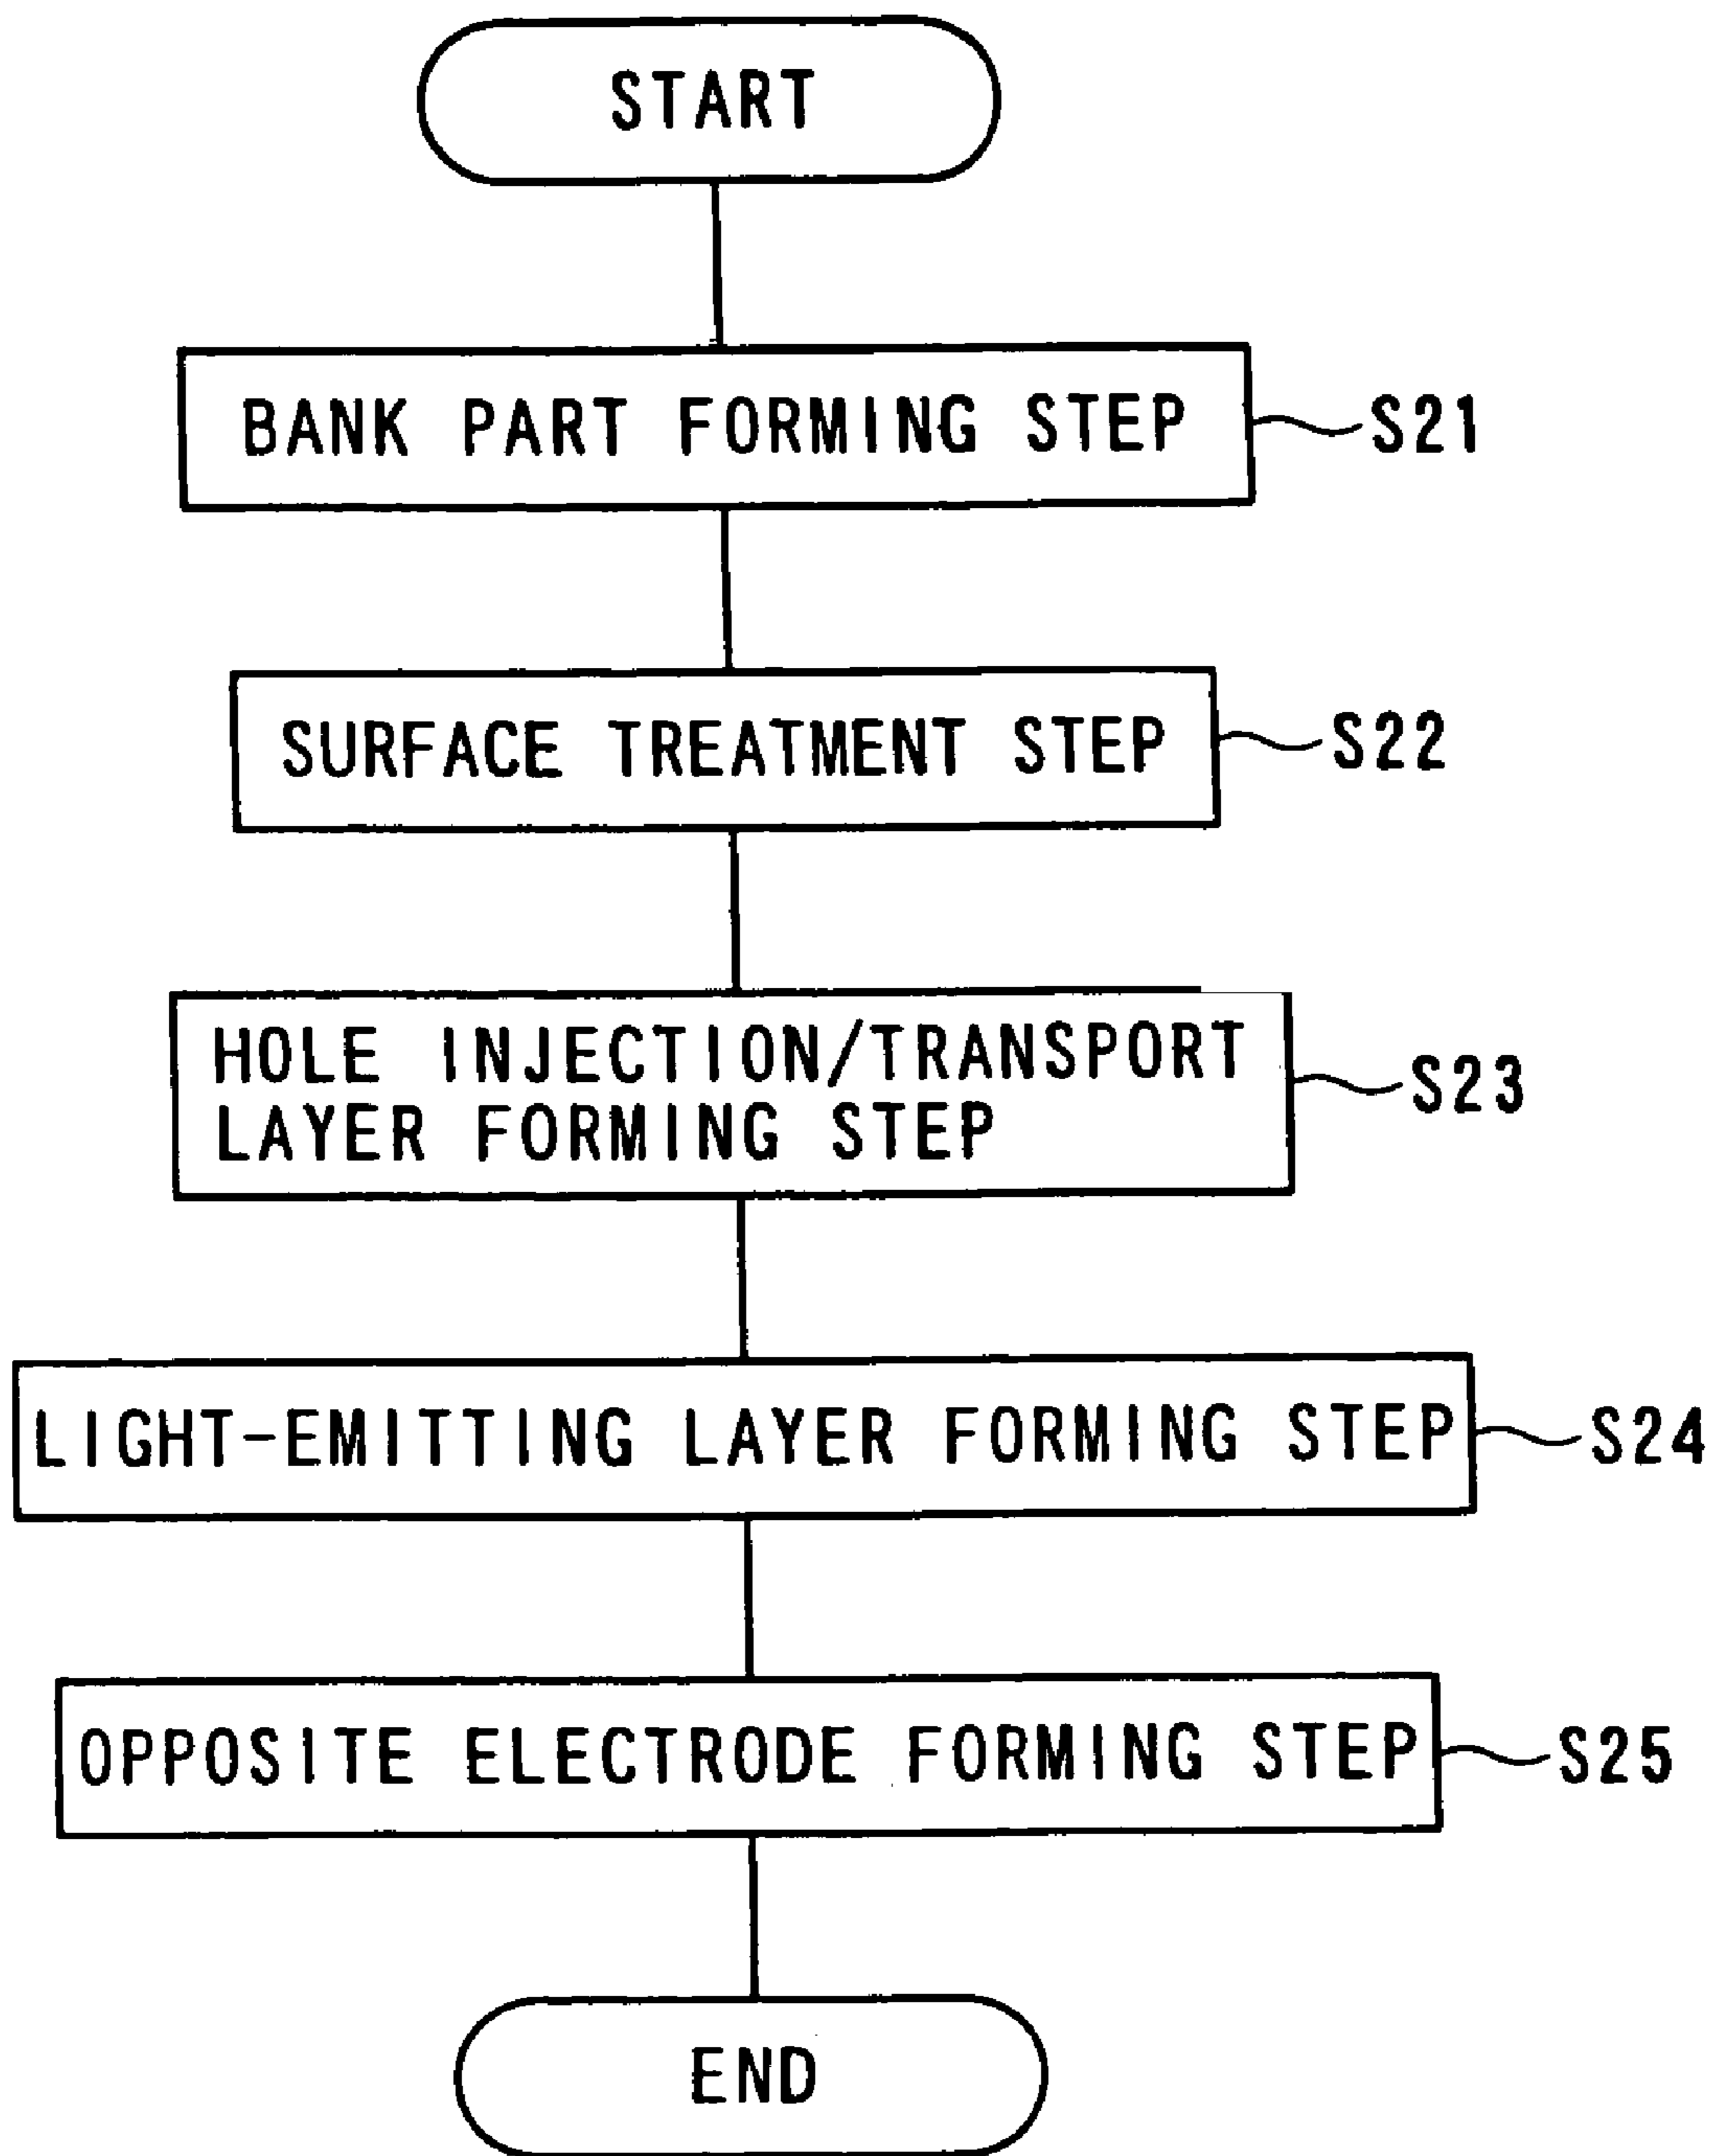 START
BANK PART FORMING STEP
S21
SURFACE TREATMENT STEP
S22
HOLE INJECTION/TRANSPORT
LAYER FORMING STEP
S23
LIGHT-EMITTING LAYER FORMING STEP
S24
OPPOSITE ELECTRODE FORMING STEP
S25
END